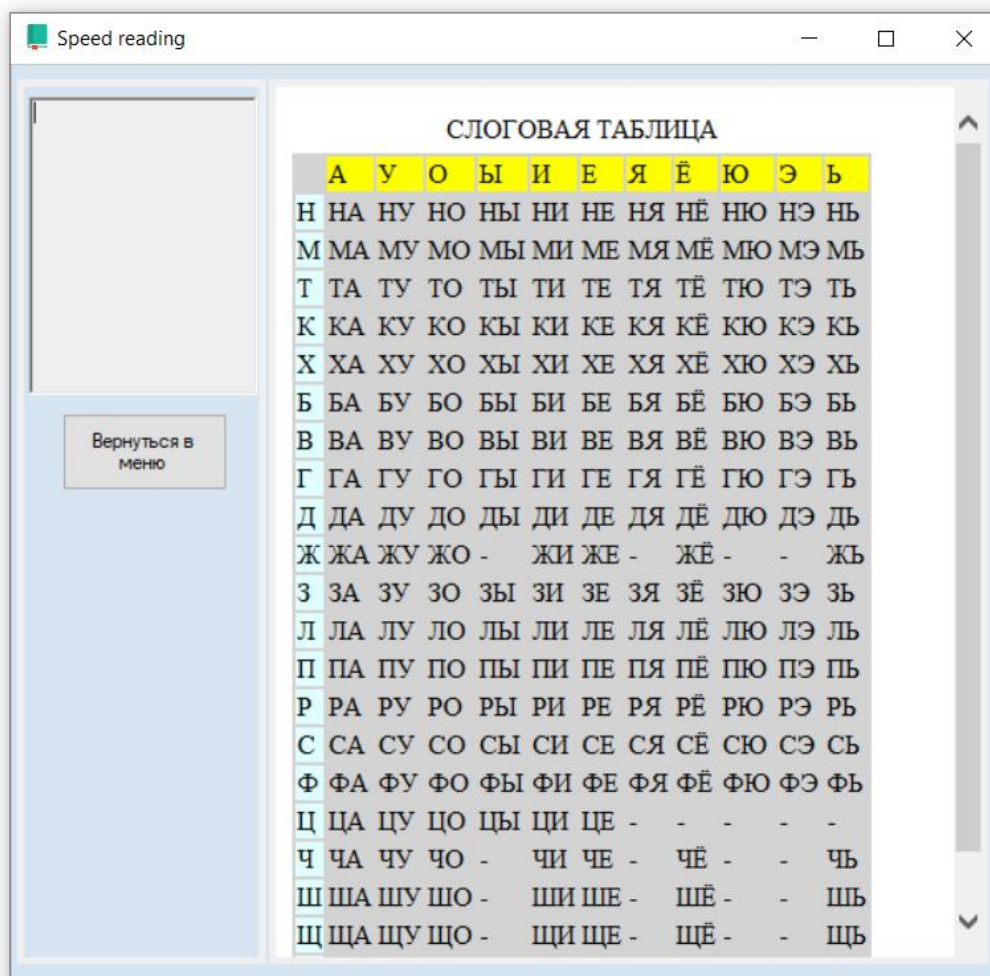 Speed reading
Вернуться в
меню
СЛОГОВАЯ ТАБЛИЦА
А У О Ы И Е Я Ё Ю Э Ь
Н НА НУ НО НЫ НИ НЕ НЯ НЁ НЮ НЭ НЬ
М МА МУ МО МЫ МИ МЕ МЯ МЁ МЮ МЭ МЬ
Т ТА ТУ ТО ТЫ ТИ ТЕ ТЯ ТЁ ТЮ ТЭ ТЬ
К КА КУ КО КЫ КИ КЕ КЯ КЁ КЮ КЭ КЬ
Х ХА ХУ ХО ХЫ ХИ ХЕ ХЯ ХЁ ХЮ ХЭ ХЬ
Б БА БУ БО БЫ БИ БЕ БЯ БЁ БЮ БЭ БЬ
В ВА ВУ ВО ВЫ ВИ ВЕ ВЯ ВЁ ВЮ ВЭ ВЬ
Г ГА ГУ ГО ГЫ ГИ ГЕ ГЯ ГЁ ГЮ ГЭ ГЬ
Д ДА ДУ ДО ДЫ ДИ ДЕ ДЯ ДЁ ДЮ ДЭ ДЬ
Ж ЖА ЖУ ЖО - ЖИ ЖЕ - ЖЁ - - ЖЬ
З ЗА ЗУ ЗО ЗЫ ЗИ ЗЕ ЗЯ ЗЁ ЗЮ ЗЭ ЗЬ
Л ЛА ЛУ ЛО ЛЫ ЛИ ЛЕ ЛЯ ЛЁ ЛЮ ЛЭ ЛЬ
П ПА ПУ ПО ПЫ ПИ ПЕ ПЯ ПЁ ПЮ ПЭ ПЬ
Р РА РУ РО РЫ РИ РЕ РЯ РЁ РЮ РЭ РЬ
С СА СУ СО СЫ СИ СЕ СЯ СЁ СЮ СЭ СЬ
Ф ФА ФУ ФО ФЫ ФИ ФЕ ФЯ ФЁ ФЮ ФЭ ФЬ
Ц ЦА ЦУ ЦО ЦЫ ЦИ ЦЕ - - - - -
Ч ЧА ЧУ ЧО - ЧИ ЧЕ - ЧЁ - - ЧЬ
Ш ША ШУ ШО - ШИ ШЕ - ШЁ - - ШЬ
Щ ЩА ЩУ ЩО - ЩИ ЩЕ - ЩЁ - - ЩЬ